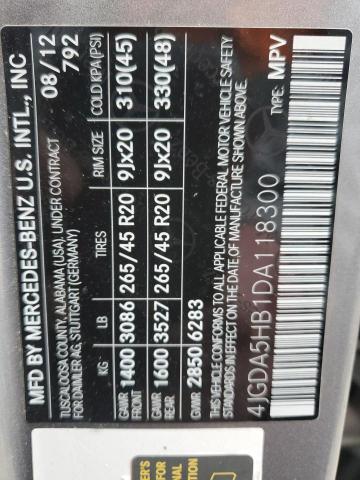 MFD BY MERCEDES-BENZ U.S. INTL., INC
TUSCALOOSA COUNTY, ALABAMA (USA), UNDER CONTRACT 08/12
FOR DAIMLER AG, STUTTGART (GERMANY) 792
KG LB TIRES RIM SIZE COLD KPA(PSI)
GAWR FRONT 1400 3086 265/45 R20 9Jx20 310(45)
GAWR REAR 1600 3527 265/45 R20 9Jx20 330(48)
GVWR 2850 6283
CONFORMS TO ALL APPLICABLE FEDERAL MOTOR VEHICLE SAFETY
STANDARDS IN EFFECT ON THE DATE OF MANUFACTURE SHOWN ABOVE.
4JGDA5HB1DA118300 TYPE: MPV